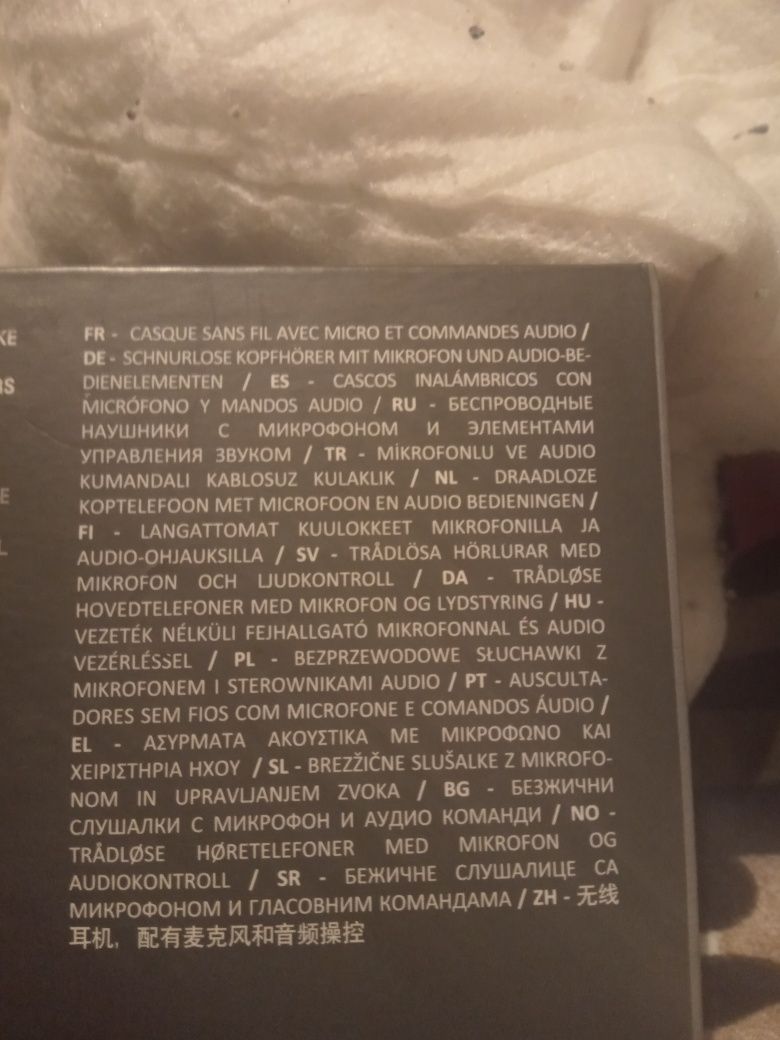 KE
FR - CASQUE SANS FIL AVEC MICRO ET COMMANDES AUDIO /
DE - SCHNURLOSE KOPFHÖRER MIT MIKROFON UND AUDIO-BE-
DIENELEMENTEN / ES - CASCOS INALÁMBRICOS CON
MICRÓFONO Y MANDOS AUDIO / RU - БЕСПРОВОДНЫЕ
НАУШНИКИ С МИКРОФОНОМ И ЭЛЕМЕНТАМИ
УПРАВЛЕНИЯ ЗВУКОМ / TR - MİKROFONLU VE AUDIO
KUMANDALI KABLOSUZ KULAKLIK / NL - DRAADLOZE
KOPTELEFOON MET MICROFOON EN AUDIO BEDIENINGEN /
FI - LANGATTOMAT KUULOKKEET MIKROFONILLA JA
AUDIO-OHJAUKSILLA / SV - TRÅDLÖSA HÖRLURAR MED
MIKROFON OCH LJUDKONTROLL / DA - TRÅDLØSE
HOVEDTELEFONER MED MIKROFON OG LYDSTYRING / HU -
VEZETÉK NÉLKÜLI FEJHALLGATÓ MIKROFONNAL ÉS AUDIO
VEZÉRLÉSSEL / PL - BEZPRZEWODOWE SŁUCHAWKI Z
MIKROFONEM I STEROWNIKAMI AUDIO / PT - AUSCULTA-
DORES SEM FIOS COM MICROFONE E COMANDOS ÁUDIO /
EL - ΑΣΥΡΜΑΤΑ ΑΚΟΥΣΤΙΚΑ ΜΕ ΜΙΚΡΟΦΩΝΟ ΚΑΙ
ΧΕΙΡΙΣΤΗΡΙΑ ΗΧΟΥ / SL - BREZŽIČNE SLUŠALKE Z MIKROFO-
NOM IN UPRAVLJANJEM ZVOKA / BG - БЕЗЖИЧНИ
СЛУШАЛКИ С МИКРОФОН И АУДИО КОМАНДИ / NO -
TRÅDLØSE HØRETELEFONER MED MIKROFON OG
AUDIOKONTROLL / SR - БЕЖИЧНЕ СЛУШАЛИЦЕ СА
МИКРОФОНОМ И ГЛАСОВНИМ КОМАНДАМА / ZH - 无线
耳机，配有麦克风和音频操控